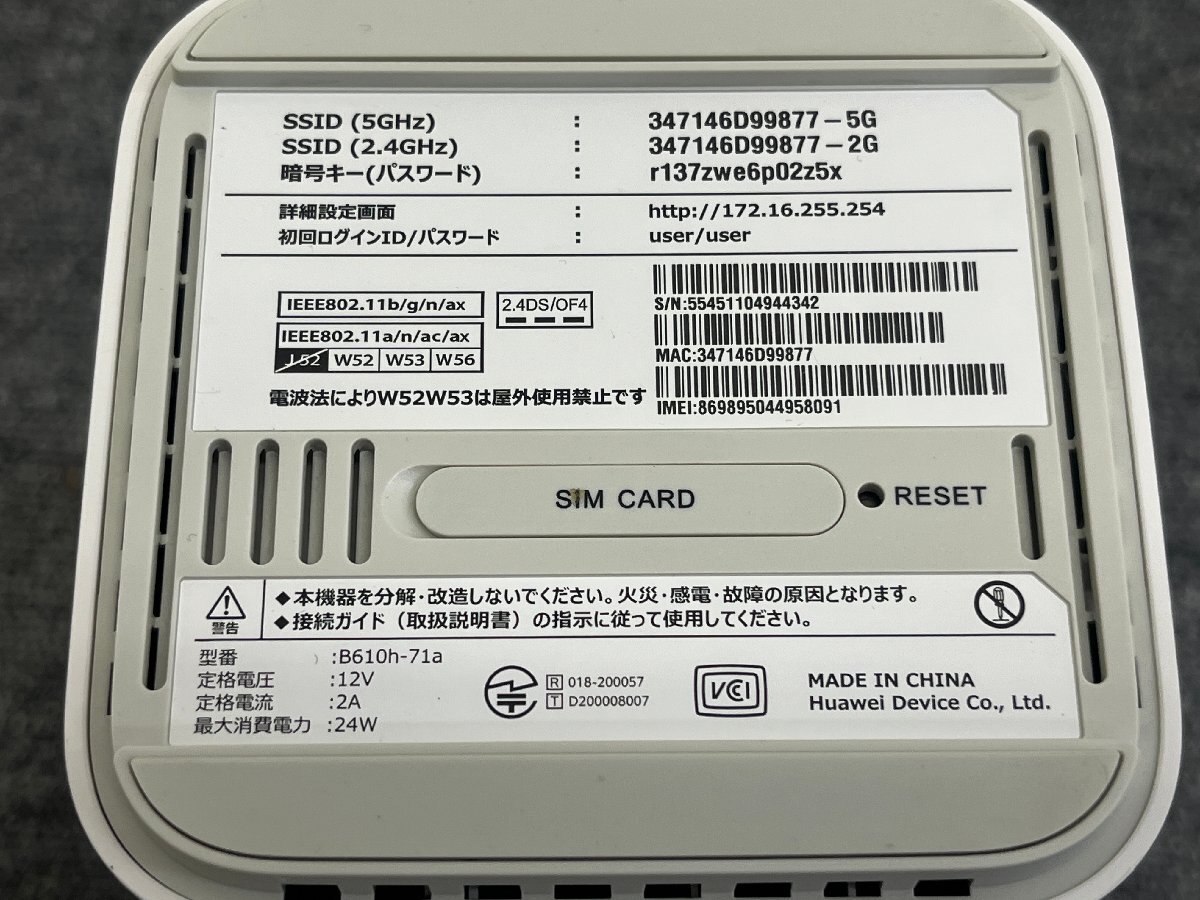 SSID (5GHz) : 347146D99877-5G
SSID (2.4GHz) : 347146D99877-2G
暗号キー(パスワード) : r137zwe6p02z5x
詳細設定画面 : http://172.16.255.254
初回ログインID/パスワード : user/user
IEEE802.11b/g/n/ax
2.4DS/OF4
IEEE802.11a/n/ac/ax
J52 W52 W53 W56
電波法によりW52W53は屋外使用禁止です
S/N:55451104944342
MAC:347146D99877
IMEI:869895044958091
SIM CARD
RESET
警告
◆本機器を分解・改造しないでください。火災・感電・故障の原因となります。
◆接続ガイド（取扱説明書）の指示に従って使用してください。
型番 :B610h-71a
定格電圧 :12V
定格電流 :2A
最大消費電力 :24W
R 018-200057
T D200008007
VCCI
MADE IN CHINA
Huawei Device Co., Ltd.